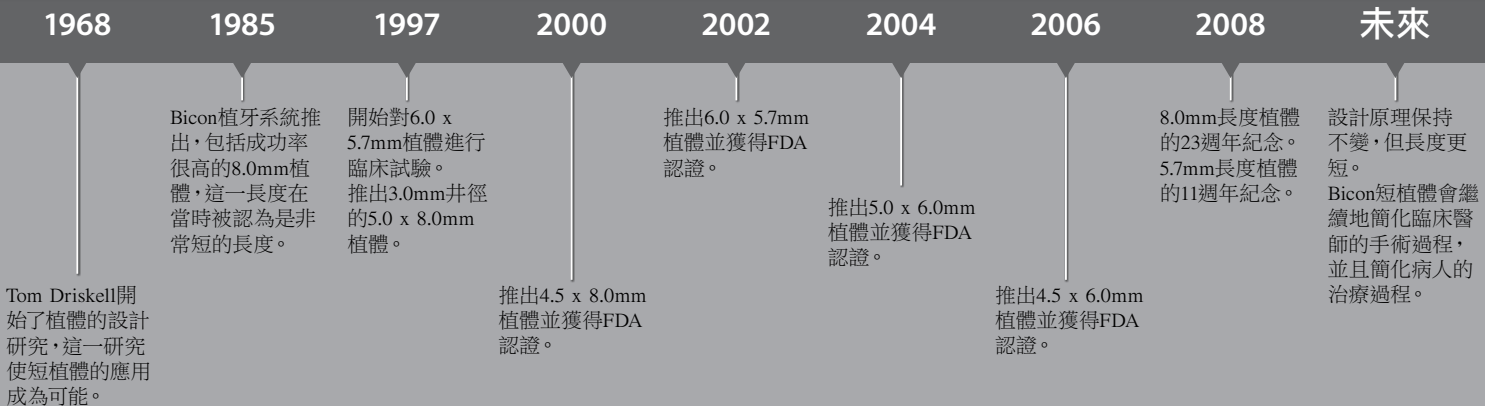 1968
1985
1997
2000
2002
2004
2006
2008
未來
Tom Driskell開
始了植體的設計
研究，這一研究
使短植體的應用
成為可能。
Bicon植牙系統推
出，包括成功率
很高的8.0mm植
體，這一長度在
當時被認為是非
常短的長度。
開始對6.0 x
5.7mm植體進行
臨床試驗。
推出3.0mm井徑
的5.0 x 8.0mm
植體。
推出4.5 x 8.0mm
植體並獲得FDA
認證。
推出6.0 x 5.7mm
植體並獲得FDA
認證。
推出5.0 x 6.0mm
植體並獲得FDA
認證。
推出4.5 x 6.0mm
植體並獲得FDA
認證。
8.0mm長度植體
的23週年紀念。
5.7mm長度植體
的11週年紀念。
設計原理保持
不變，但長度更
短。
Bicon短植體會繼
續地簡化臨床醫
師的手術過程，
並且簡化病人的
治療過程。